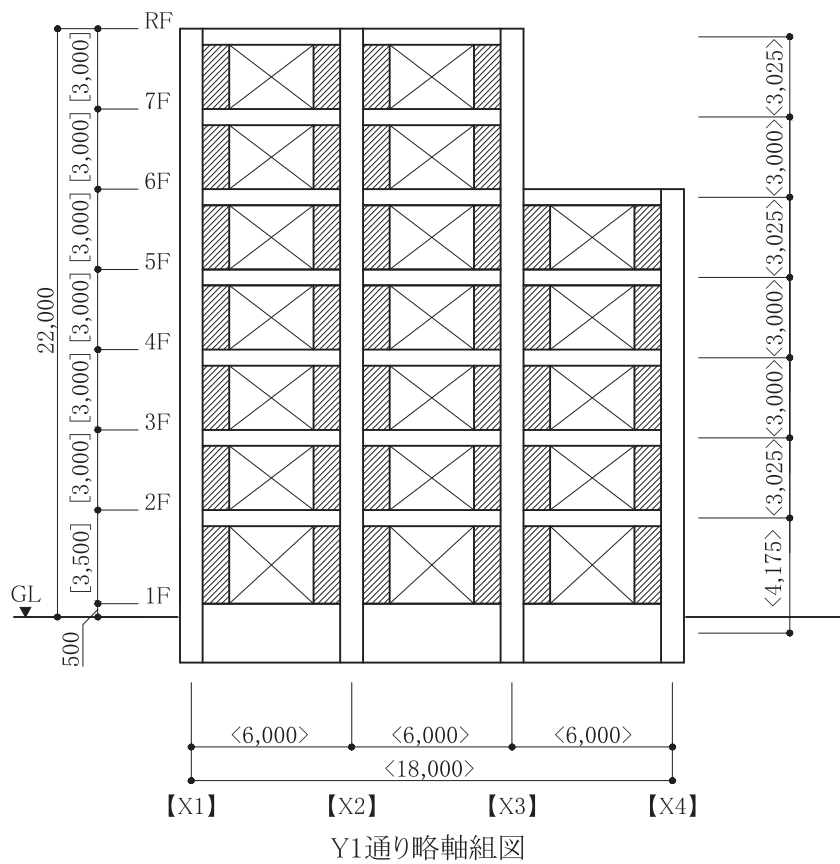 RF
[3,000]
7F
[3,000]
6F
[3,000]
5F
[3,000]
4F
[3,000]
3F
[3,000]
2F
[3,500]
1F
22,000
GL
500
<3,025>
<3,000>
<3,025>
<3,000>
<3,000>
<3,025>
<4,175>
<6,000> <6,000> <6,000>
<18,000>
【X1】 【X2】 【X3】 【X4】
Y1通り略軸組図